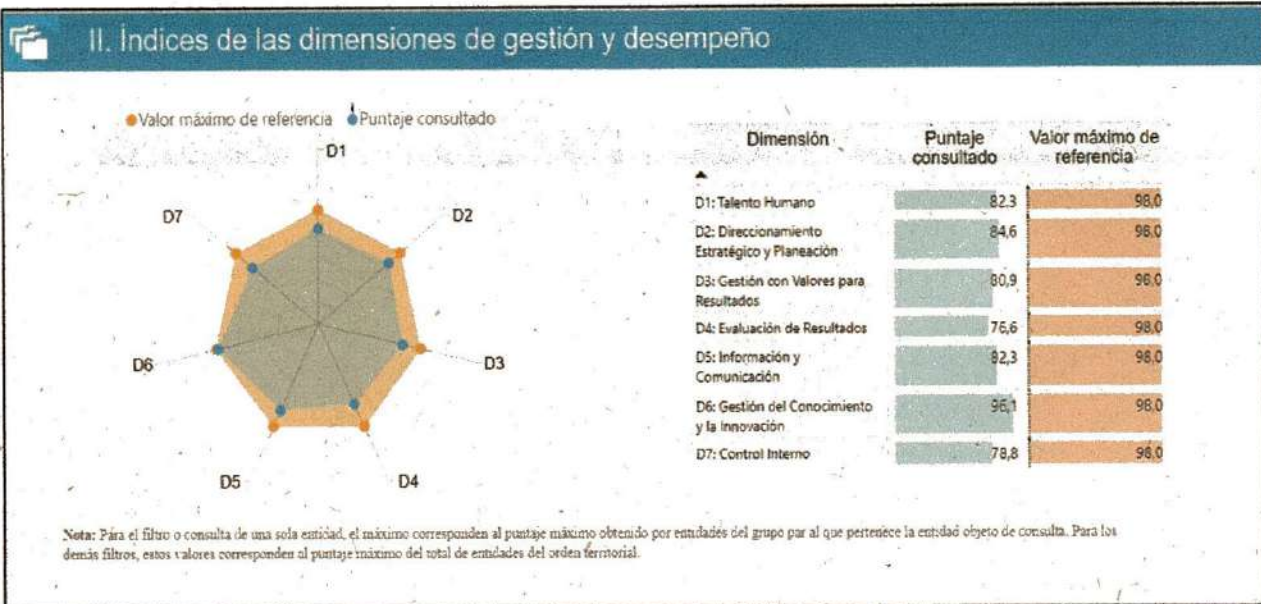 II. Índices de las dimensiones de gestión y desempeño
Valor máximo de referencia Puntaje consultado
D1
D2
D3
D4
D5
D6
D7
Dimensión Puntaje consultado Valor máximo de referencia
D1: Talento Humano 82.3 98,0
D2: Direccionamiento
Estratégico y Planeación 84,6 98.0
D3: Gestión con Valores para
Resultados 80,9 98.0
D4: Evaluación de Resultados 76,6 98.0
D5: Información y
Comunicación 82,3 98.0
D6: Gestión del Conocimiento
y la Innovación 96,1 98.0
D7: Control Interno 78,8 98.0
Nota: Pára el filtro o consulta de una sola entidad, el máximo corresponden al puntaje máximo obtenido por entidades del grupo par al que pertenece la entidad objeto de consulta. Para los
demás filtros, estos valores corresponden al puntaje máximo del total de entidades del orden territorial.